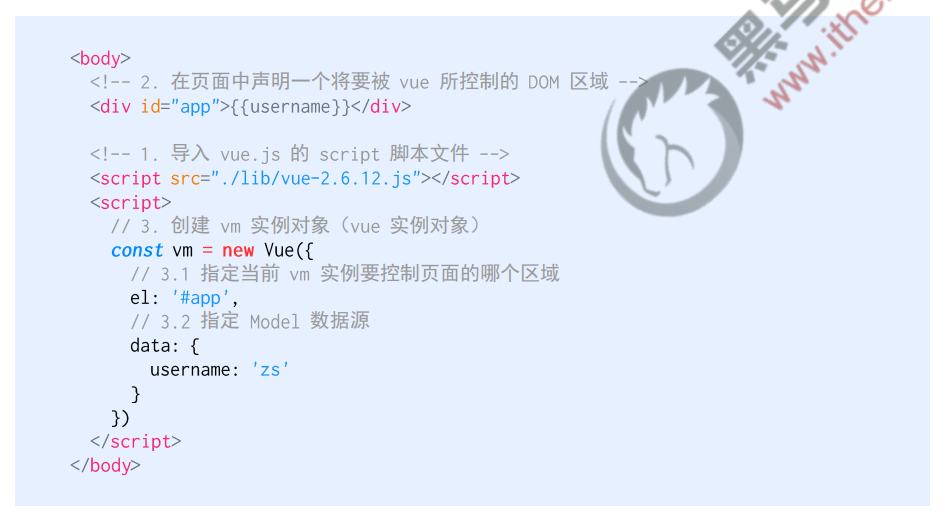 黑马
www.ithe
<body>
<!-- 2. 在页面中声明一个将要被 vue 所控制的 DOM 区域 -->
<div id="app">{{username}}</div>
<!-- 1. 导入 vue.js 的 script 脚本文件 -->
<script src="./lib/vue-2.6.12.js"></script>
<script>
// 3. 创建 vm 实例对象（vue 实例对象）
const vm = new Vue({
// 3.1 指定当前 vm 实例要控制页面的哪个区域
el: '#app',
// 3.2 指定 Model 数据源
data: {
username: 'zs'
}
})
</script>
</body>